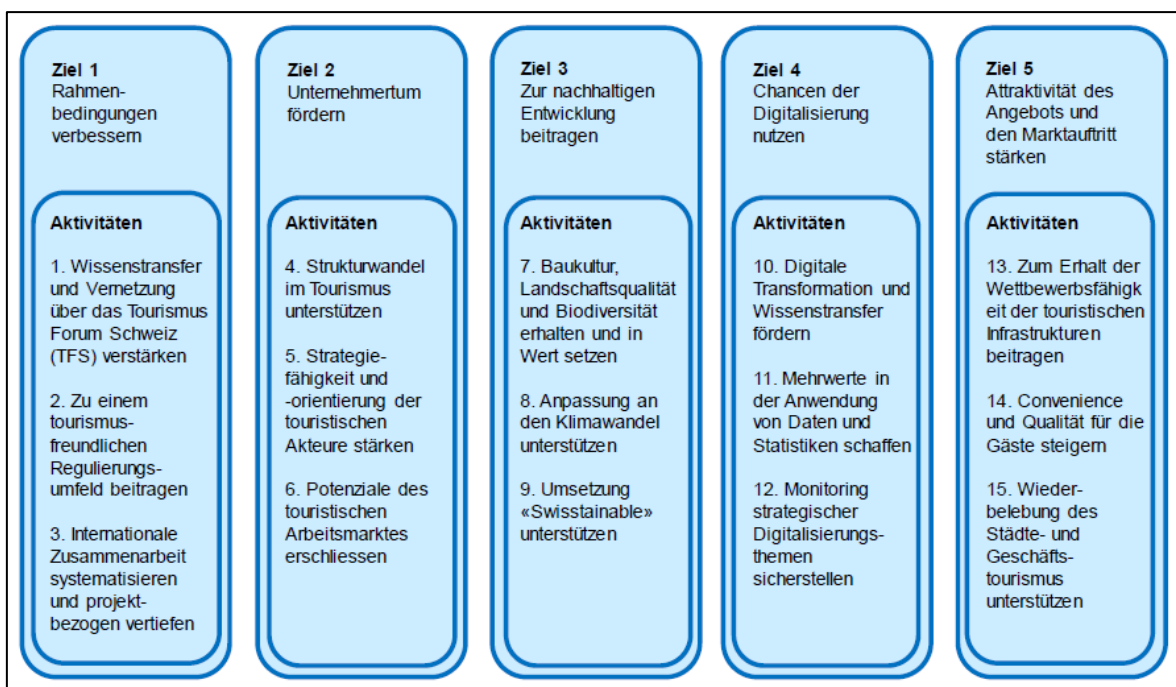 Ziel 1
Rahmen-
bedingungen
verbessern
Aktivitäten
1. Wissenstransfer
und Vernetzung
über das Tourismus
Forum Schweiz
(TFS) verstärken
2. Zu einem
tourismus-
freundlichen
Regulierungs-
umfeld beitragen
3. Internationale
Zusammenarbeit
systematisieren
und projekt-
bezogen vertiefen
Ziel 2
Unternehmertum
fördern
Aktivitäten
4. Strukturwandel
im Tourismus
unterstützen
5. Strategie-
fähigkeit und
-orientierung der
touristischen
Akteure stärken
6. Potenziale des
touristischen
Arbeitsmarktes
erschliessen
Ziel 3
Zur nachhaltigen
Entwicklung
beitragen
Aktivitäten
7. Baukultur,
Landschaftsqualität
und Biodiversität
erhalten und in
Wert setzen
8. Anpassung an
den Klimawandel
unterstützen
9. Umsetzung
«Swisstainable»
unterstützen
Ziel 4
Chancen der
Digitalisierung
nutzen
Aktivitäten
10. Digitale
Transformation und
Wissenstransfer
fördern
11. Mehrwerte in
der Anwendung
von Daten und
Statistiken schaffen
12. Monitoring
strategischer
Digitalisierungs-
themen
sicherstellen
Ziel 5
Attraktivität des
Angebots und
den Marktauftritt
stärken
Aktivitäten
13. Zum Erhalt der
Wettbewerbsfähigk
eit der touristischen
Infrastrukturen
beitragen
14. Convenience
und Qualität für die
Gäste steigern
15. Wieder-
belebung des
Städte- und
Geschäfts-
tourismus
unterstützen